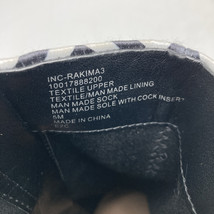 INC-RAKIMA3
10017888200
TEXTILE UPPER
TEXTILE/MAN MADE LINING
MAN MADE SOCK
MAN MADE SOLE WITH COCK INSER
5M
MADE IN CHINA